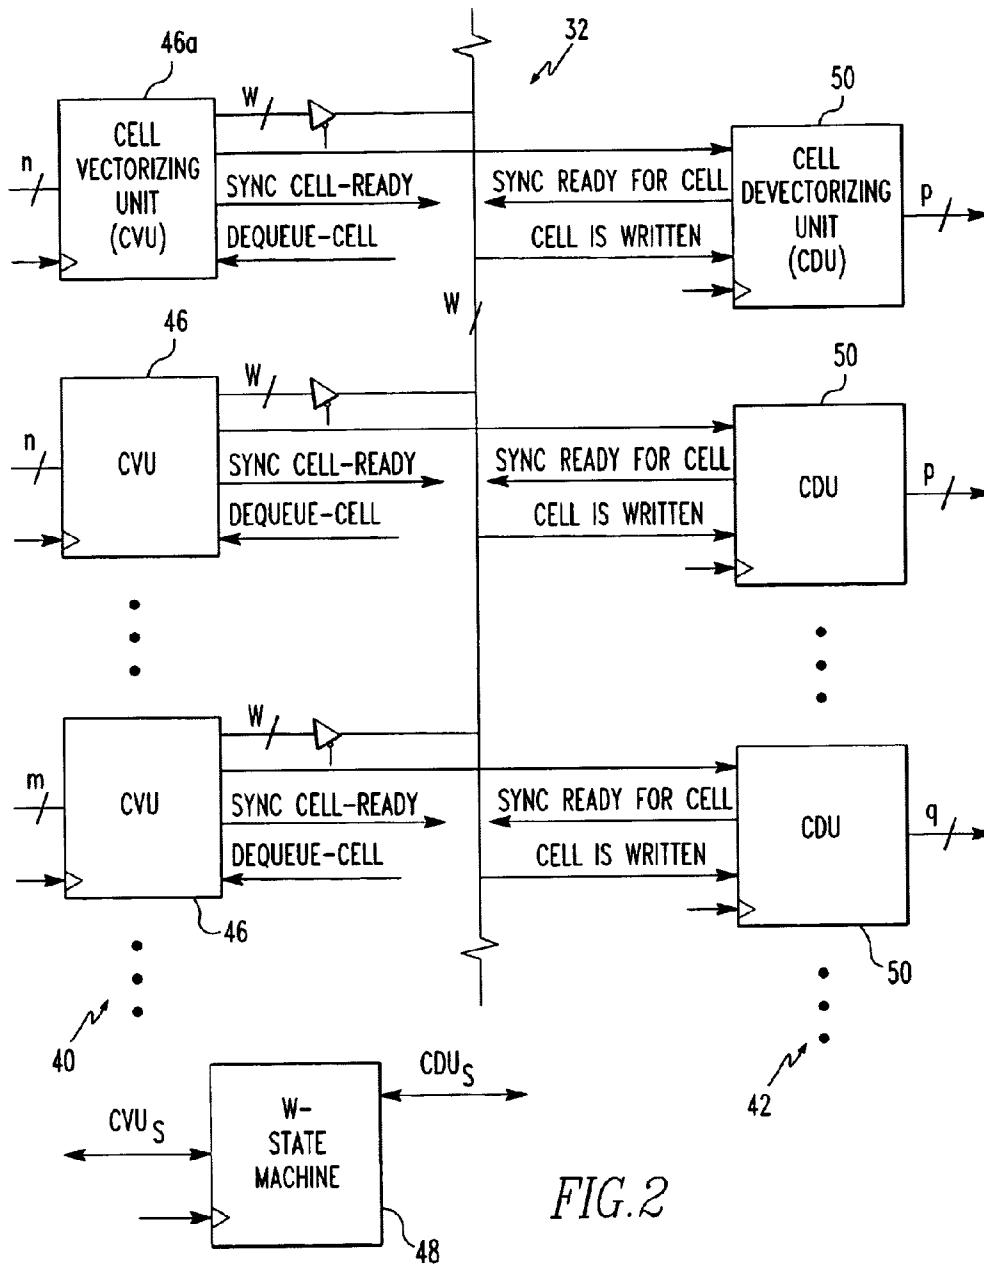 46a
32
50
W
CELL
VECTORIZING
UNIT
(CVU)
n
SYNC CELL-READY
DEQUEUE-CELL
SYNC READY FOR CELL
CELL IS WRITTEN
CELL
DEVECTORIZING
UNIT
(CDU)
p
W
46
50
W
n
CVU
SYNC CELL-READY
DEQUEUE-CELL
SYNC READY FOR CELL
CELL IS WRITTEN
CDU
p
W
m
CVU
SYNC CELL-READY
DEQUEUE-CELL
SYNC READY FOR CELL
CELL IS WRITTEN
CDU
q
46
50
40
42
CVUS
CDUS
W-
STATE
MACHINE
48
FIG.2